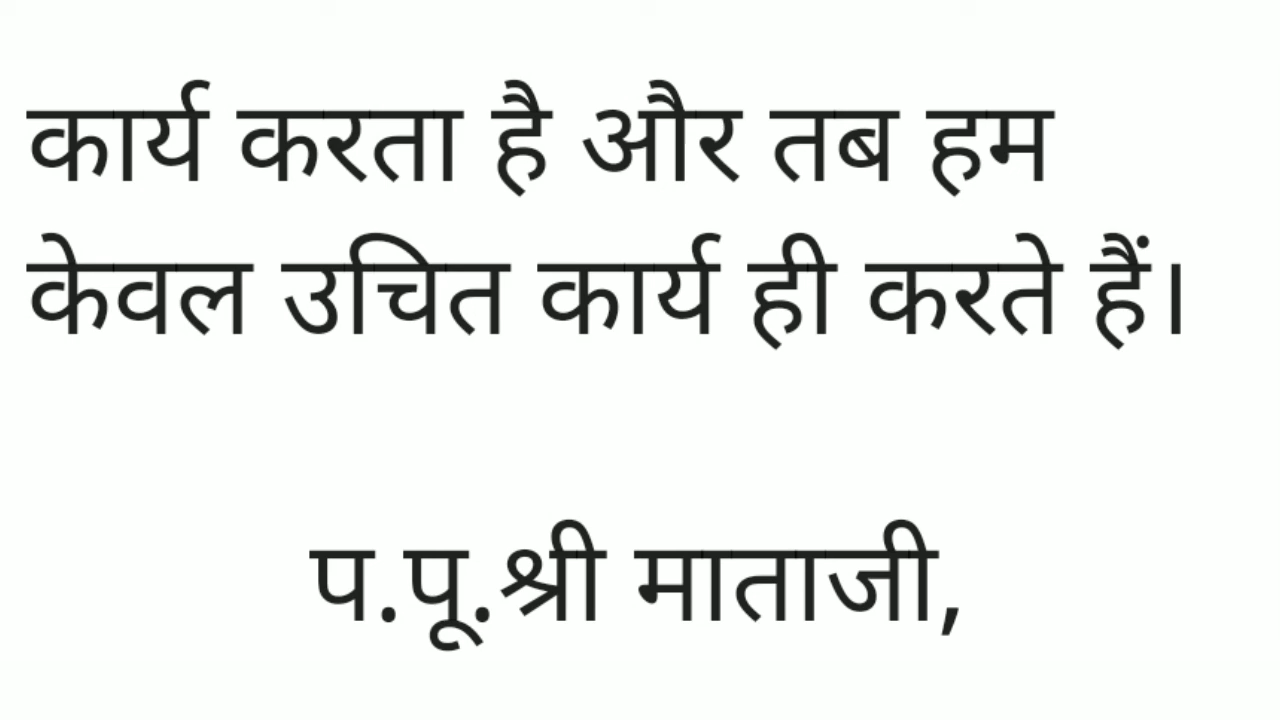 कार्य करता है और तब हम
केवल उचित कार्य ही करते हैं।
प.पू.श्री माताजी,